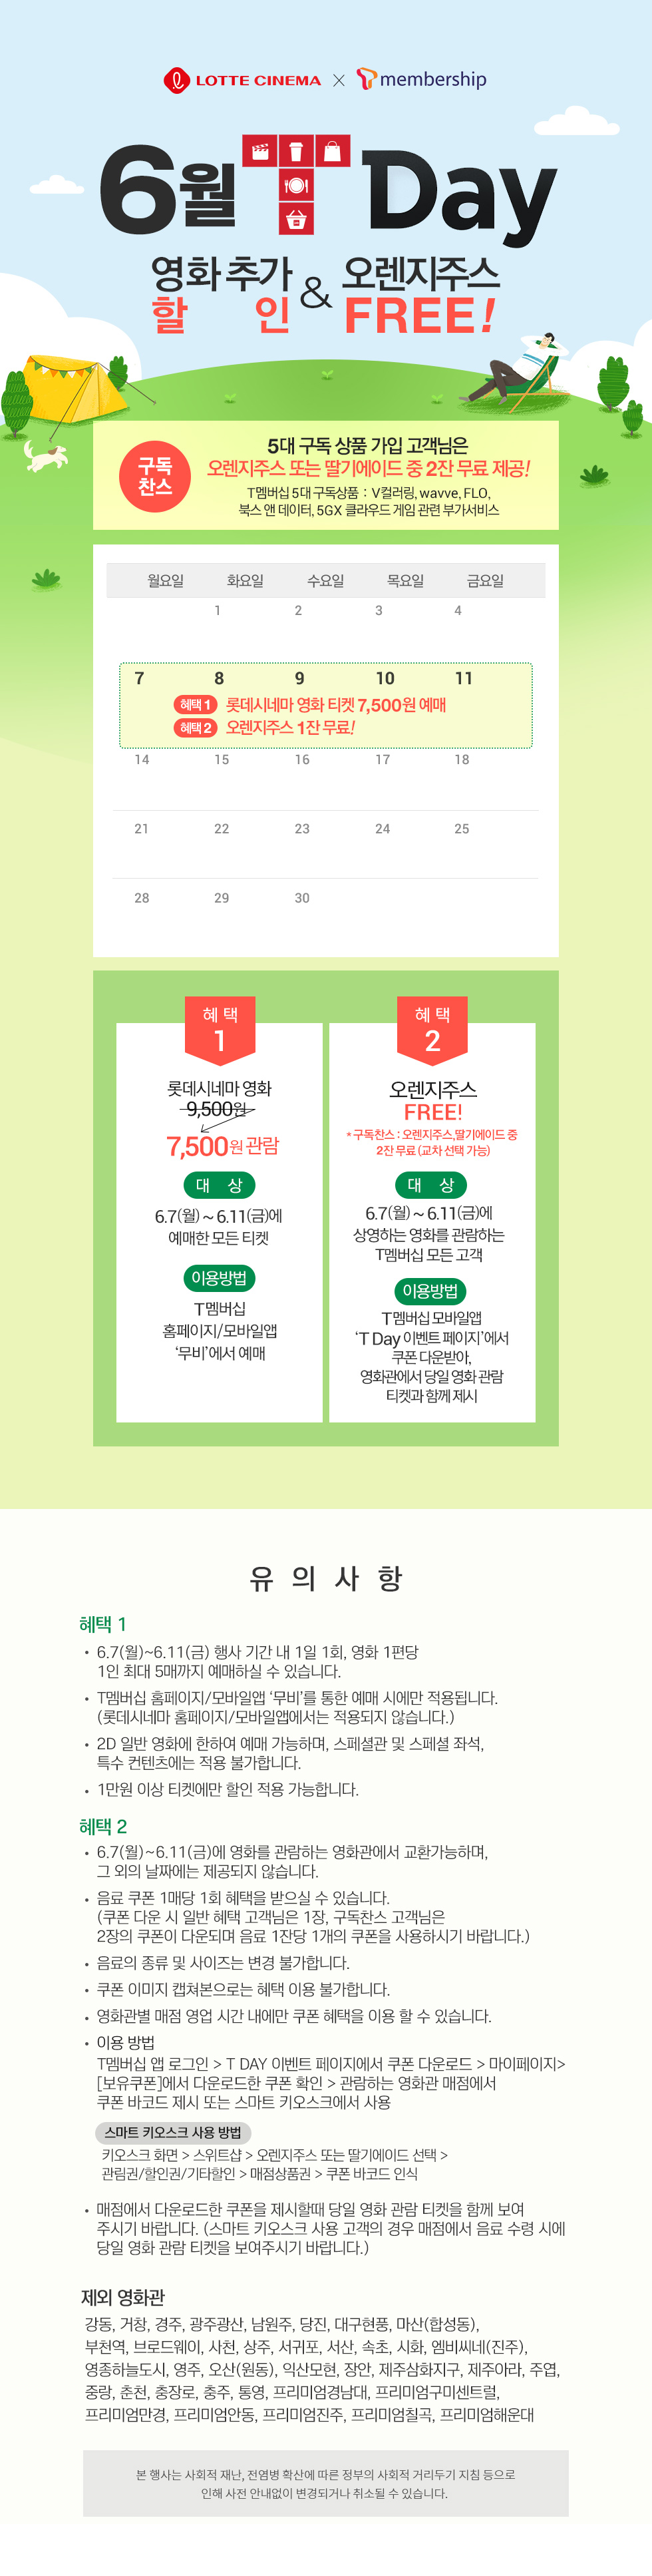 LOTTE CINEMA × T membership
6월 T Day
영화 추가 할인 & 오렌지주스 FREE!
구독찬스
5대 구독 상품 가입 고객님은
오렌지주스 또는 딸기에이드 중 2잔 무료 제공!
T멤버십 5대 구독상품 : V컬러링, wavve, FLO,
북스 앤 데이터, 5GX 클라우드 게임 관련 부가서비스
월요일 화요일 수요일 목요일 금요일
1 2 3 4
7 8 9 10 11
혜택 1 롯데시네마 영화 티켓 7,500원 예매
혜택 2 오렌지주스 1잔 무료!
14 15 16 17 18
21 22 23 24 25
28 29 30
혜택
1
롯데시네마 영화
9,500원
7,500원 관람
대 상
6.7(월) ~ 6.11(금)에
예매한 모든 티켓
이용방법
T멤버십
홈페이지/모바일앱
‘무비’에서 예매
혜택
2
오렌지주스
FREE!
* 구독찬스 : 오렌지주스,딸기에이드 중
2잔 무료 (교차 선택 가능)
대 상
6.7(월) ~ 6.11(금)에
상영하는 영화를 관람하는
T멤버십 모든 고객
이용방법
T멤버십 모바일앱
‘T Day 이벤트 페이지’에서
쿠폰 다운받아,
영화관에서 당일 영화 관람
티켓과 함께 제시
유 의 사 항
혜택 1
• 6.7(월)~6.11(금) 행사 기간 내 1일 1회, 영화 1편당
1인 최대 5매까지 예매하실 수 있습니다.
• T멤버십 홈페이지/모바일앱 ‘무비’를 통한 예매 시에만 적용됩니다.
(롯데시네마 홈페이지/모바일앱에서는 적용되지 않습니다.)
• 2D 일반 영화에 한하여 예매 가능하며, 스페셜관 및 스페셜 좌석,
특수 컨텐츠에는 적용 불가합니다.
• 1만원 이상 티켓에만 할인 적용 가능합니다.
혜택 2
• 6.7(월)~6.11(금)에 영화를 관람하는 영화관에서 교환가능하며,
그 외의 날짜에는 제공되지 않습니다.
• 음료 쿠폰 1매당 1회 혜택을 받으실 수 있습니다.
(쿠폰 다운 시 일반 혜택 고객님은 1장, 구독찬스 고객님은
2장의 쿠폰이 다운되며 음료 1잔당 1개의 쿠폰을 사용하시기 바랍니다.)
• 음료의 종류 및 사이즈는 변경 불가합니다.
• 쿠폰 이미지 캡쳐본으로는 혜택 이용 불가합니다.
• 영화관별 매점 영업 시간 내에만 쿠폰 혜택을 이용 할 수 있습니다.
• 이용 방법
T멤버십 앱 로그인 > T DAY 이벤트 페이지에서 쿠폰 다운로드 > 마이페이지>
[보유쿠폰]에서 다운로드한 쿠폰 확인 > 관람하는 영화관 매점에서
쿠폰 바코드 제시 또는 스마트 키오스크에서 사용
스마트 키오스크 사용 방법
키오스크 화면 > 스위트샵 > 오렌지주스 또는 딸기에이드 선택 >
관림권/할인권/기타할인 > 매점상품권 > 쿠폰 바코드 인식
• 매점에서 다운로드한 쿠폰을 제시할때 당일 영화 관람 티켓을 함께 보여
주시기 바랍니다. (스마트 키오스크 사용 고객의 경우 매점에서 음료 수령 시에
당일 영화 관람 티켓을 보여주시기 바랍니다.)
제외 영화관
강동, 거창, 경주, 광주광산, 남원주, 당진, 대구현풍, 마산(합성동),
부천역, 브로드웨이, 사천, 상주, 서귀포, 서산, 속초, 시화, 엠비씨네(진주),
영종하늘도시, 영주, 오산(원동), 익산모현, 장안, 제주삼화지구, 제주아라, 주엽,
중랑, 춘천, 충장로, 충주, 통영, 프리미엄경남대, 프리미엄구미센트럴,
프리미엄만경, 프리미엄안동, 프리미엄진주, 프리미엄칠곡, 프리미엄해운대
본 행사는 사회적 재난, 전염병 확산에 따른 정부의 사회적 거리두기 지침 등으로
인해 사전 안내없이 변경되거나 취소될 수 있습니다.